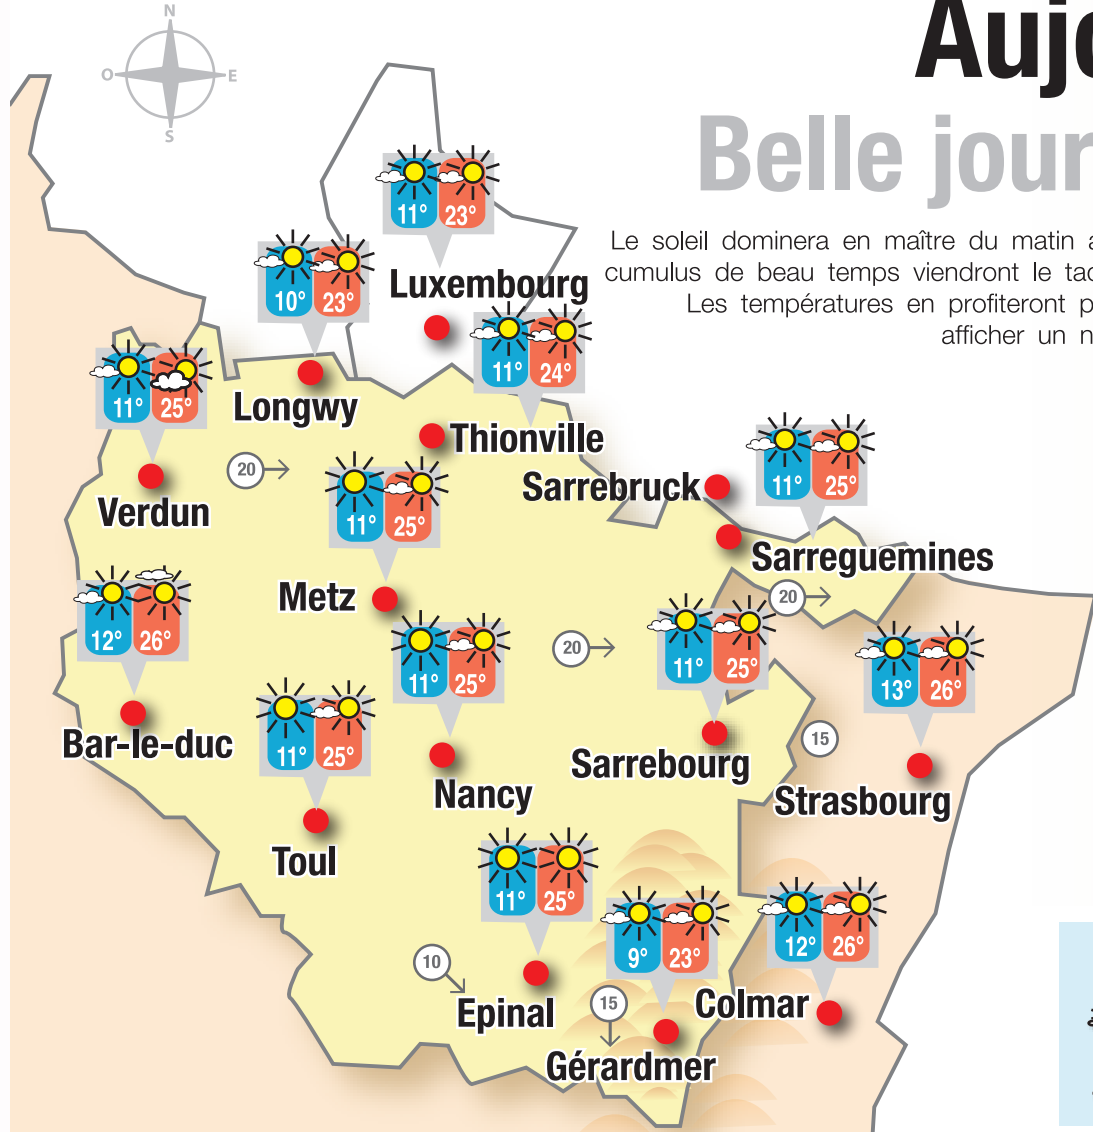 N
O E
S
Aujo
Belle jour
Le soleil dominera en maître du matin a
cumulus de beau temps viendront le tac
Les températures en profiteront p
afficher un n
11° 23°
Luxembourg
10° 23°
Longwy
11° 24°
Thionville
11° 25°
Verdun
20
11° 25°
Metz
Sarrebruck
11° 25°
Sarreguemines
20
12° 26°
Bar-le-duc
11° 25°
Nancy
20
11° 25°
Sarrebourg
13° 26°
Strasbourg
15
11° 25°
Toul
11° 25°
Epinal
10
9° 23°
Gérardmer
15
12° 26°
Colmar